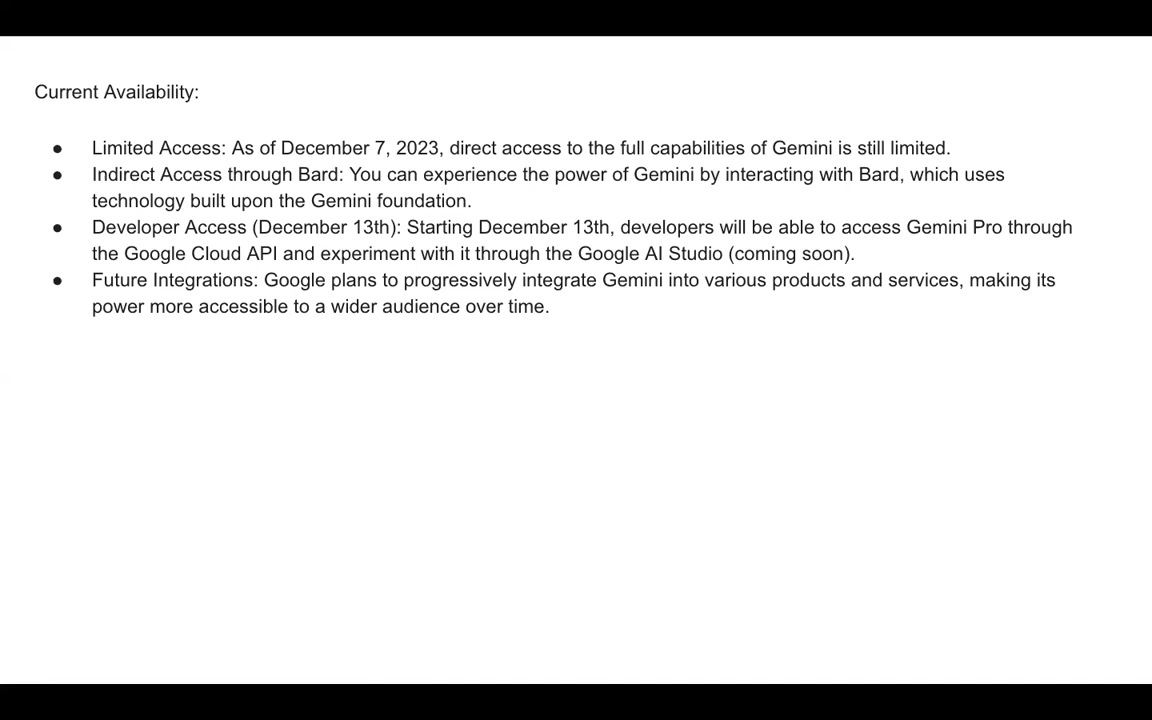 Current Availability:
● Limited Access: As of December 7, 2023, direct access to the full capabilities of Gemini is still limited.
● Indirect Access through Bard: You can experience the power of Gemini by interacting with Bard, which uses
technology built upon the Gemini foundation.
● Developer Access (December 13th): Starting December 13th, developers will be able to access Gemini Pro through
the Google Cloud API and experiment with it through the Google AI Studio (coming soon).
● Future Integrations: Google plans to progressively integrate Gemini into various products and services, making its
power more accessible to a wider audience over time.